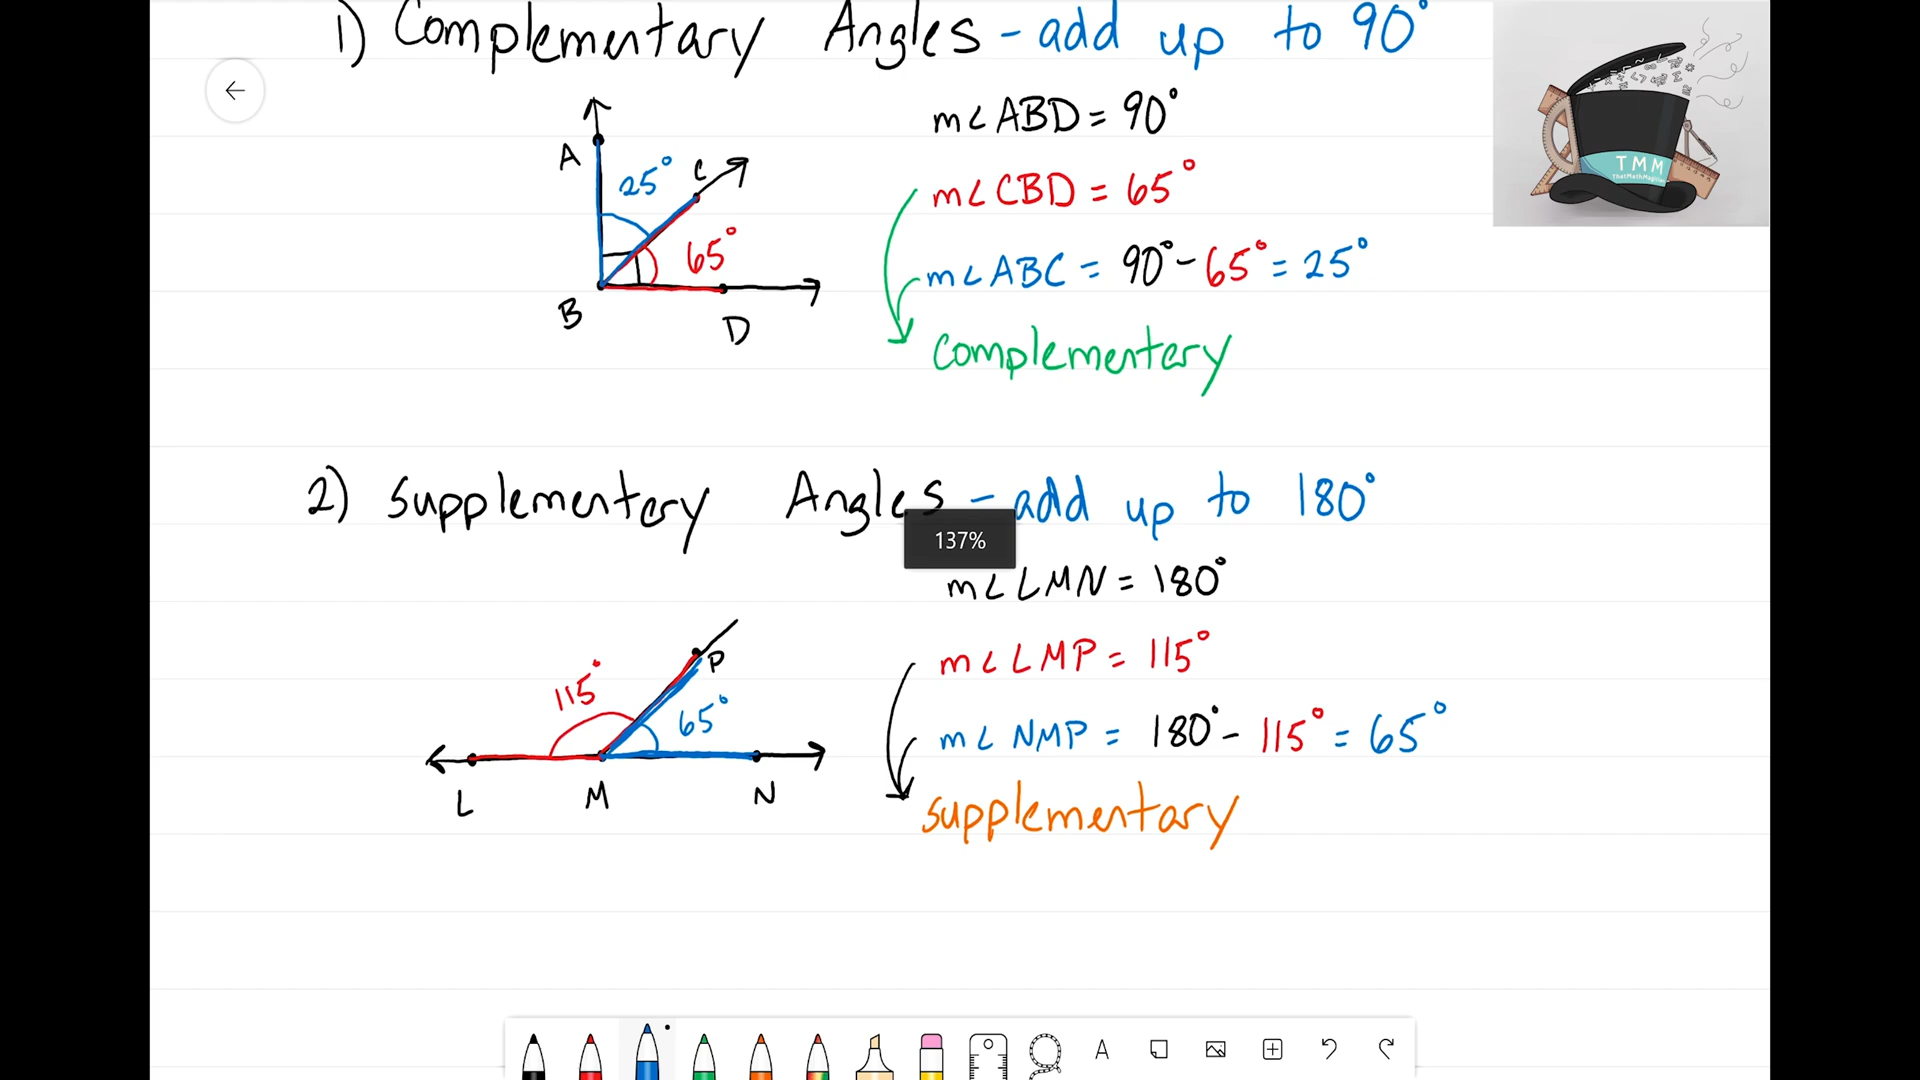 1) Complementary Angles - add up to 90°
m∠ABD = 90°
A
25°
C
m∠CBD = 65°
65°
m∠ABC = 90° - 65° = 25°
B
D
complementary
TMM
ThatMathMagician
2) Supplementary Angles - add up to 180°
137%
m∠LMN = 180°
P
m∠LMP = 115°
115°
65°
m∠NMP = 180° - 115° = 65°
L
M
N
supplementary
A